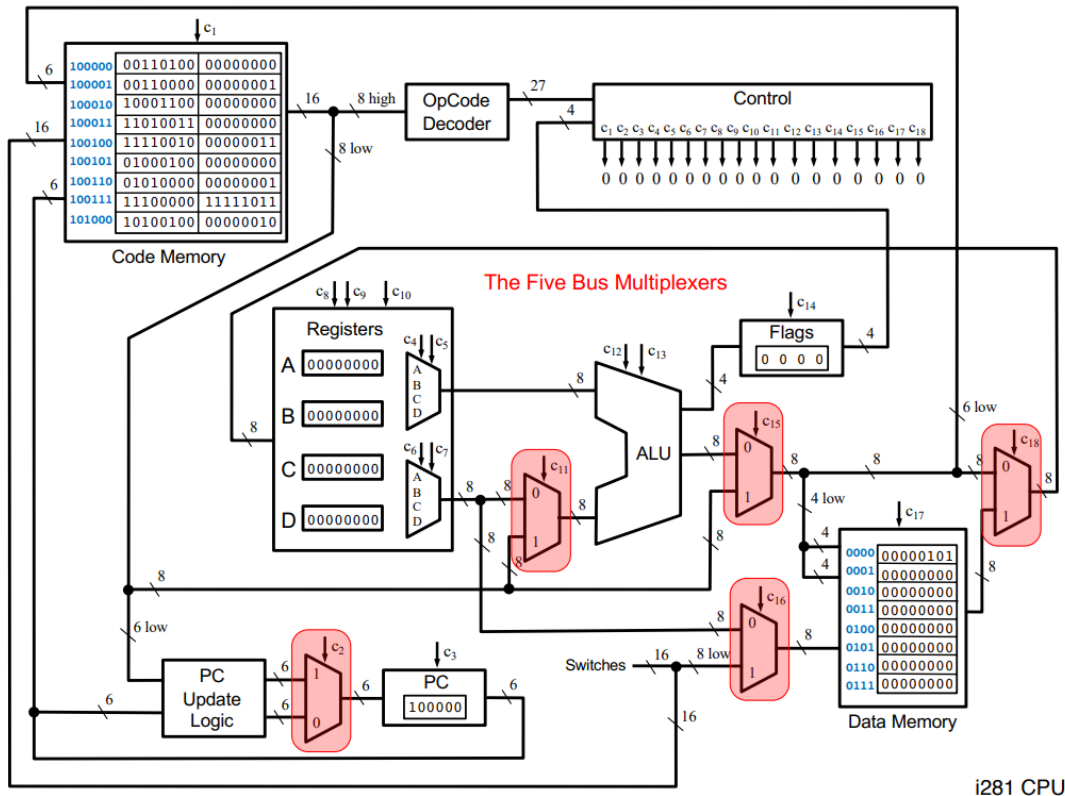 c1
100000 00110100 00000000
100001 00110000 00000001
100010 10001100 00000000
100011 11010011 00000000
100100 11110010 00000011
100101 01000100 00000000
100110 01010000 00000001
100111 11100000 11111011
101000 10100100 00000010
Code Memory
6
16
6
16
8 high
8 low
OpCode
Decoder
27
4
Control
c1 c2 c3 c4 c5 c6 c7 c8 c9 c10 c11 c12 c13 c14 c15 c16 c17 c18
0 0 0 0 0 0 0 0 0 0 0 0 0 0 0 0 0 0
The Five Bus Multiplexers
c8 c9 c10
Registers
A 00000000
B 00000000
C 00000000
D 00000000
8
c4 c5
A
B
C
D
c6 c7
A
B
C
D
8
8
8
8
8
c11
0
1
8
8
c12 c13
ALU
4
8
c14
Flags
0 0 0 0
4
c15
0
1
8
8
8
8
6 low
4 low
4
4
c18
0
1
8
8
c17
0000 00000101
0001 00000000
0010 00000000
0011 00000000
0100 00000000
0101 00000000
0110 00000000
0111 00000000
Data Memory
8
c16
0
1
8
8
Switches
16
8 low
16
6 low
PC
Update
Logic
6
6
6
c2
1
0
6
c3
PC
100000
6
i281 CPU